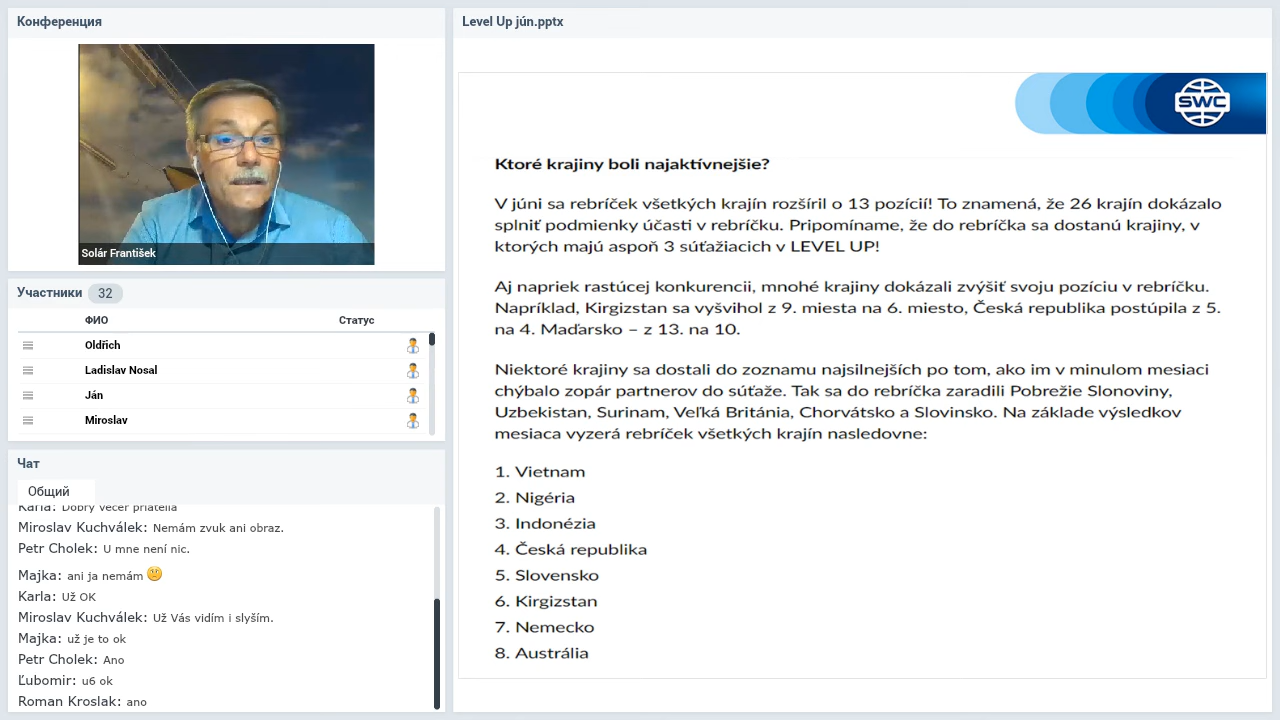 Конференция
Solár František
Участники 32
ФИО Статус
Oldřich
Ladislav Nosal
Ján
Miroslav
Чат
Общий
Karla: Dobrý večer priatelia
Miroslav Kuchválek: Nemám zvuk ani obraz.
Petr Cholek: U mne není nic.
Majka: ani ja nemám
Karla: Už OK
Miroslav Kuchválek: Už Vás vidím i slyším.
Majka: už je to ok
Petr Cholek: Ano
Ľubomir: u6 ok
Roman Kroslak: ano
Level Up jún.pptx
SWC
Ktoré krajiny boli najaktívnejšie?
V júni sa rebríček všetkých krajín rozšíril o 13 pozícií! To znamená, že 26 krajín dokázalo
splniť podmienky účasti v rebríčku. Pripomíname, že do rebríčka sa dostanú krajiny, v
ktorých majú aspoň 3 súťažiacich v LEVEL UP!
Aj napriek rastúcej konkurencii, mnohé krajiny dokázali zvýšiť svoju pozíciu v rebríčku.
Napríklad, Kirgizstan sa vyšvihol z 9. miesta na 6. miesto, Česká republika postúpila z 5.
na 4. Maďarsko – z 13. na 10.
Niektoré krajiny sa dostali do zoznamu najsilnejších po tom, ako im v minulom mesiaci
chýbalo zopár partnerov do súťaže. Tak sa do rebríčka zaradili Pobrežie Slonoviny,
Uzbekistan, Surinam, Veľká Británia, Chorvátsko a Slovinsko. Na základe výsledkov
mesiaca vyzerá rebríček všetkých krajín nasledovne:
1. Vietnam
2. Nigéria
3. Indonézia
4. Česká republika
5. Slovensko
6. Kirgizstan
7. Nemecko
8. Austrália